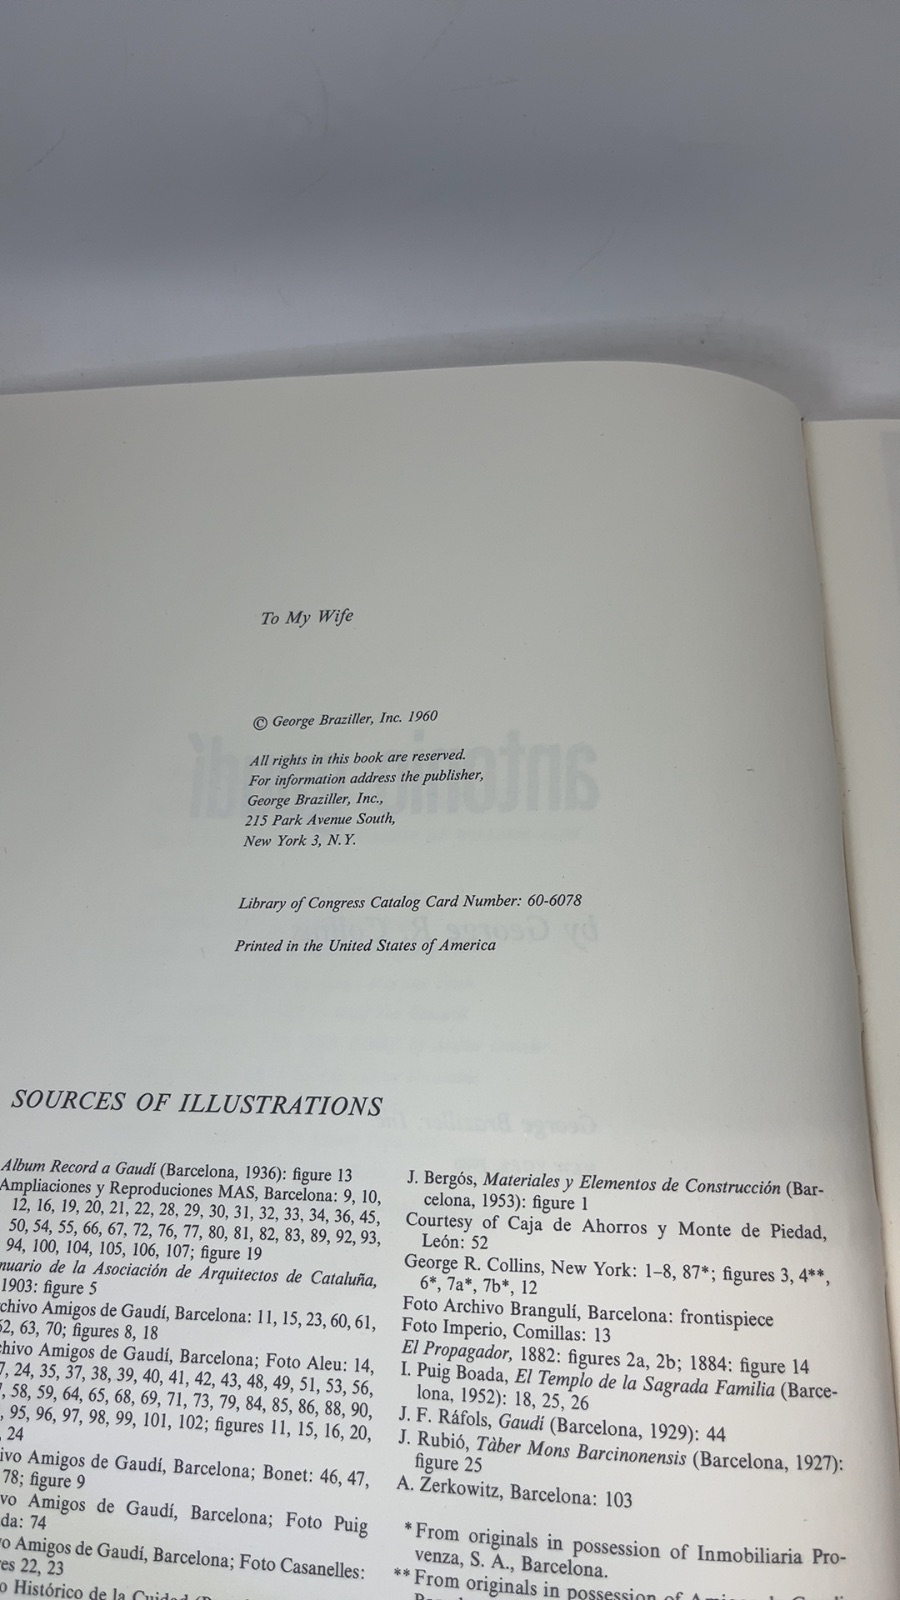 To My Wife
© George Braziller, Inc. 1960
All rights in this book are reserved.
For information address the publisher,
George Braziller, Inc.,
215 Park Avenue South,
New York 3, N.Y.
Library of Congress Catalog Card Number: 60-6078
Printed in the United States of America
SOURCES OF ILLUSTRATIONS
Album Record a Gaudí (Barcelona, 1936): figure 13
Ampliaciones y Reproducciones MAS, Barcelona: 9, 10,
12, 16, 19, 20, 21, 22, 28, 29, 30, 31, 32, 33, 34, 36, 45,
50, 54, 55, 66, 67, 72, 76, 77, 80, 81, 82, 83, 89, 92, 93,
94, 100, 104, 105, 106, 107; figure 19
nuario de la Asociación de Arquitectos de Cataluña,
1903: figure 5
chivo Amigos de Gaudí, Barcelona: 11, 15, 23, 60, 61,
62, 63, 70; figures 8, 18
hivo Amigos de Gaudí, Barcelona; Foto Aleu: 14,
7, 24, 35, 37, 38, 39, 40, 41, 42, 43, 48, 49, 51, 53, 56,
, 58, 59, 64, 65, 68, 69, 71, 73, 79, 84, 85, 86, 88, 90,
, 95, 96, 97, 98, 99, 101, 102; figures 11, 15, 16, 20,
, 24
ivo Amigos de Gaudí, Barcelona; Bonet: 46, 47,
78; figure 9
vo Amigos de Gaudí, Barcelona; Foto Puig
da: 74
o Amigos de Gaudí, Barcelona; Foto Casanelles:
es 22, 23
o Histórico de la Cuidad
J. Bergós, Materiales y Elementos de Construcción (Bar-
celona, 1953): figure 1
Courtesy of Caja de Ahorros y Monte de Piedad,
León: 52
George R. Collins, New York: 1–8, 87*; figures 3, 4**,
6*, 7a*, 7b*, 12
Foto Archivo Brangulí, Barcelona: frontispiece
Foto Imperio, Comillas: 13
El Propagador, 1882: figures 2a, 2b; 1884: figure 14
I. Puig Boada, El Templo de la Sagrada Familia (Barce-
lona, 1952): 18, 25, 26
J. F. Ráfols, Gaudí (Barcelona, 1929): 44
J. Rubió, Tàber Mons Barcinonensis (Barcelona, 1927):
figure 25
A. Zerkowitz, Barcelona: 103
* From originals in possession of Inmobiliaria Pro-
venza, S. A., Barcelona.
** From originals in possession of